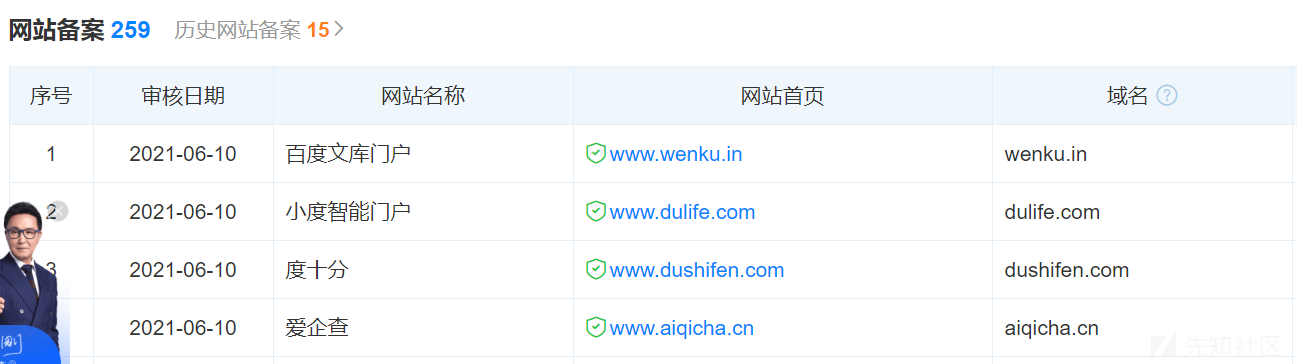 网站备案 259 历史网站备案 15
序号 审核日期 网站名称 网站首页 域名 ?
1 2021-06-10 百度文库门户 www.wenku.in wenku.in
2 2021-06-10 小度智能门户 www.dulife.com dulife.com
3 2021-06-10 度十分 www.dushifen.com dushifen.com
2021-06-10 爱企查 www.aiqicha.cn aiqicha.cn
先知社区